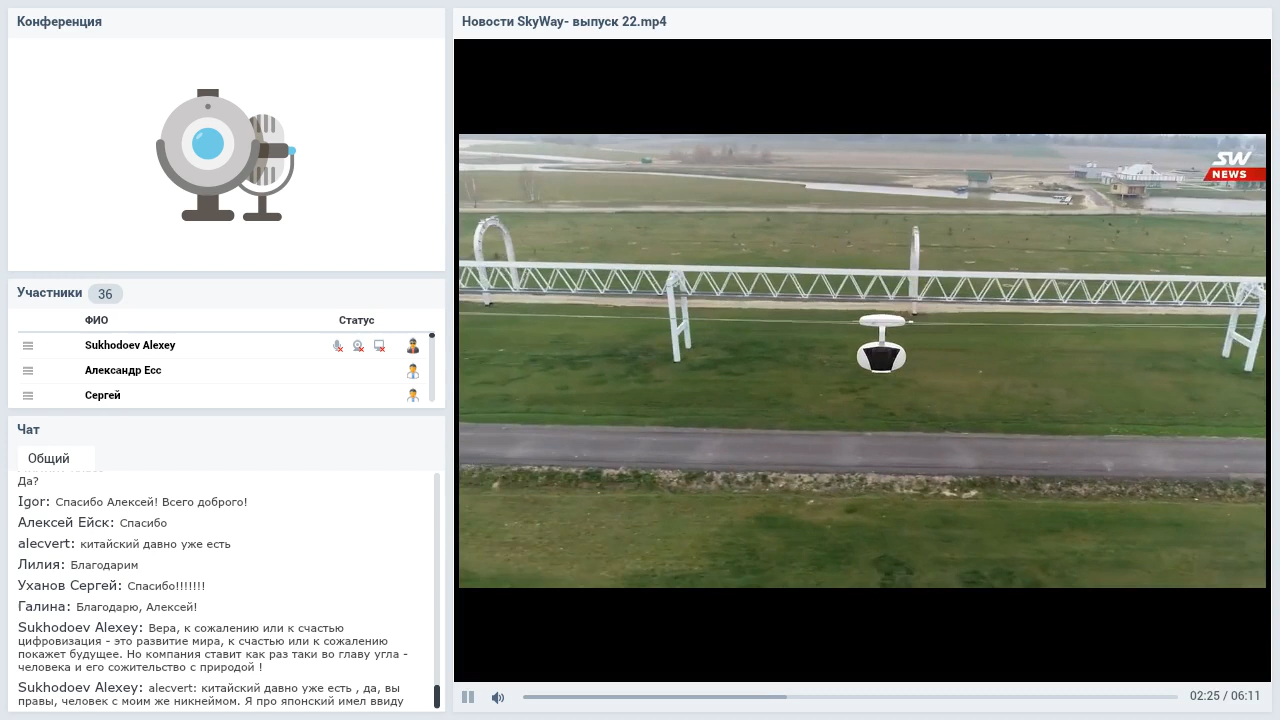 Конференция
Участники 36
ФИО Статус
Sukhodoev Alexey
Александр Есс
Сергей
Чат
Общий
Да?
Igor: Спасибо Алексей! Всего доброго!
Алексей Ейск: Спасибо
alecvert: китайский давно уже есть
Лилия: Благодарим
Уханов Сергей: Спасибо!!!!!!!
Галина: Благодарю, Алексей!
Sukhodoev Alexey: Вера, к сожалению или к счастью
цифровизация - это развитие мира, к счастью или к сожалению
покажет будущее. Но компания ставит как раз таки во главу угла -
человека и его сожительство с природой !
Sukhodoev Alexey: alecvert: китайский давно уже есть , да, вы
правы, человек с моим же никнеймом. Я про японский имел ввиду
Новости SkyWay- выпуск 22.mp4
SW
NEWS
02:25 / 06:11